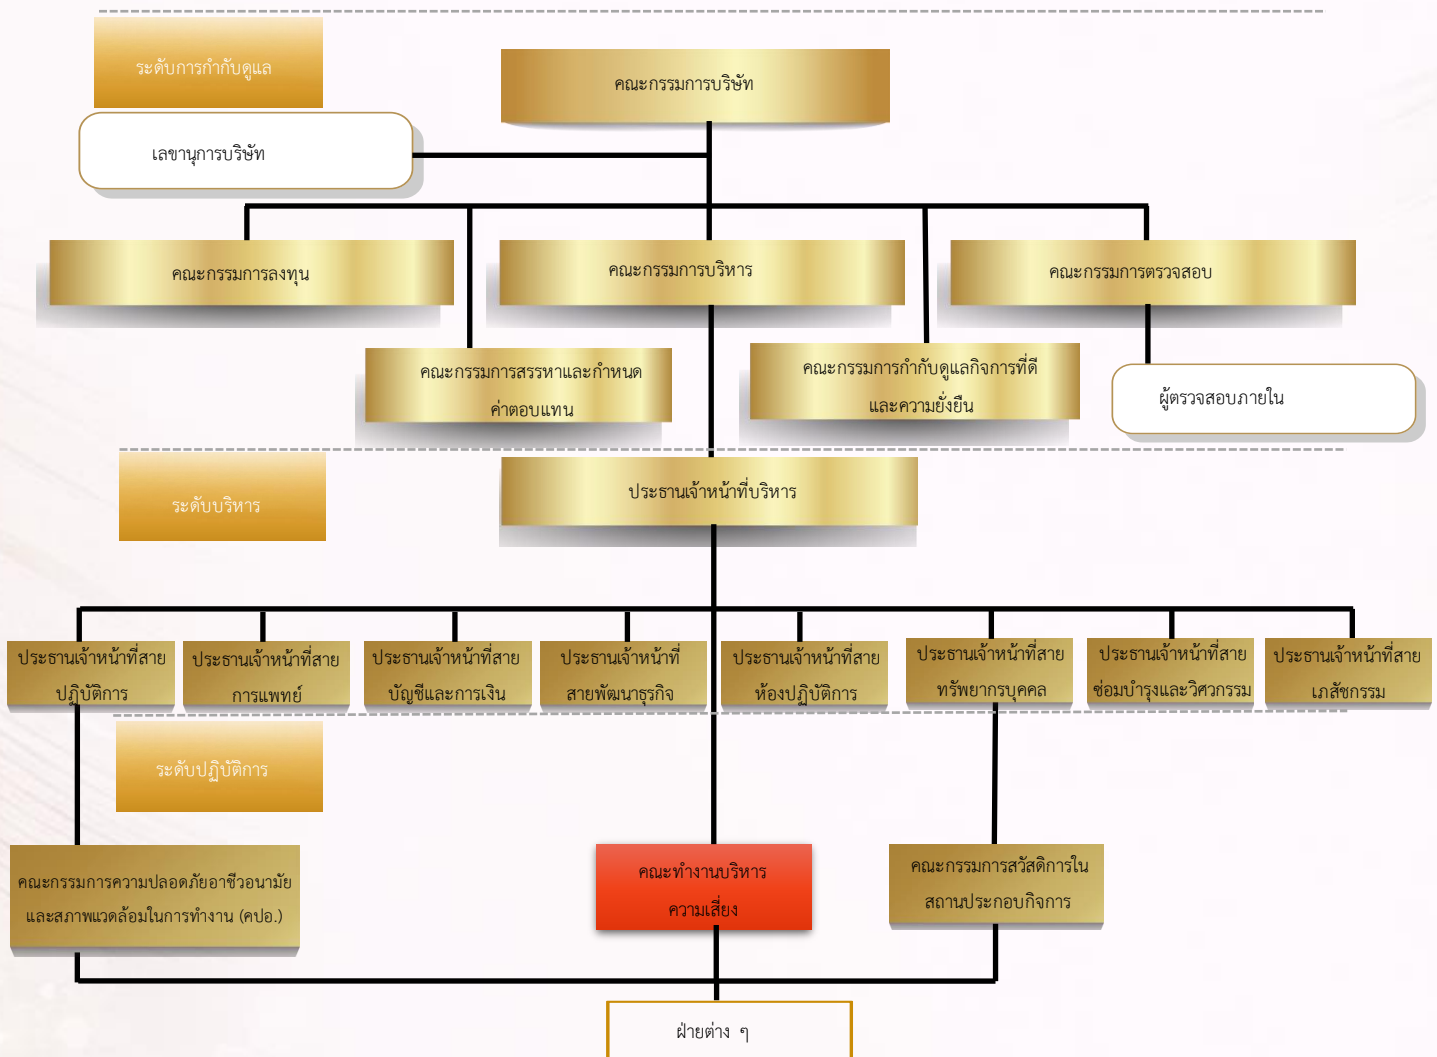 ระดับการกำกับดูแล
คณะกรรมการบริษัท
เลขานุการบริษัท
คณะกรรมการลงทุน
คณะกรรมการบริหาร
คณะกรรมการตรวจสอบ
คณะกรรมการสรรหาและกำหนด
ค่าตอบแทน
คณะกรรมการกำกับดูแลกิจการที่ดี
และความยั่งยืน
ผู้ตรวจสอบภายใน
ระดับบริหาร
ประธานเจ้าหน้าที่บริหาร
ประธานเจ้าหน้าที่สาย
ปฏิบัติการ
ประธานเจ้าหน้าที่สาย
การแพทย์
ประธานเจ้าหน้าที่สาย
บัญชีและการเงิน
ประธานเจ้าหน้าที่
สายพัฒนาธุรกิจ
ประธานเจ้าหน้าที่สาย
ห้องปฏิบัติการ
ประธานเจ้าหน้าที่สาย
ทรัพยากรบุคคล
ประธานเจ้าหน้าที่สาย
ซ่อมบำรุงและวิศวกรรม
ประธานเจ้าหน้าที่สาย
เภสัชกรรม
ระดับปฏิบัติการ
คณะกรรมการความปลอดภัยอาชีวอนามัย
และสภาพแวดล้อมในการทำงาน (คปอ.)
คณะทำงานบริหาร
ความเสี่ยง
คณะกรรมการสวัสดิการใน
สถานประกอบกิจการ
ฝ่ายต่าง ๆ